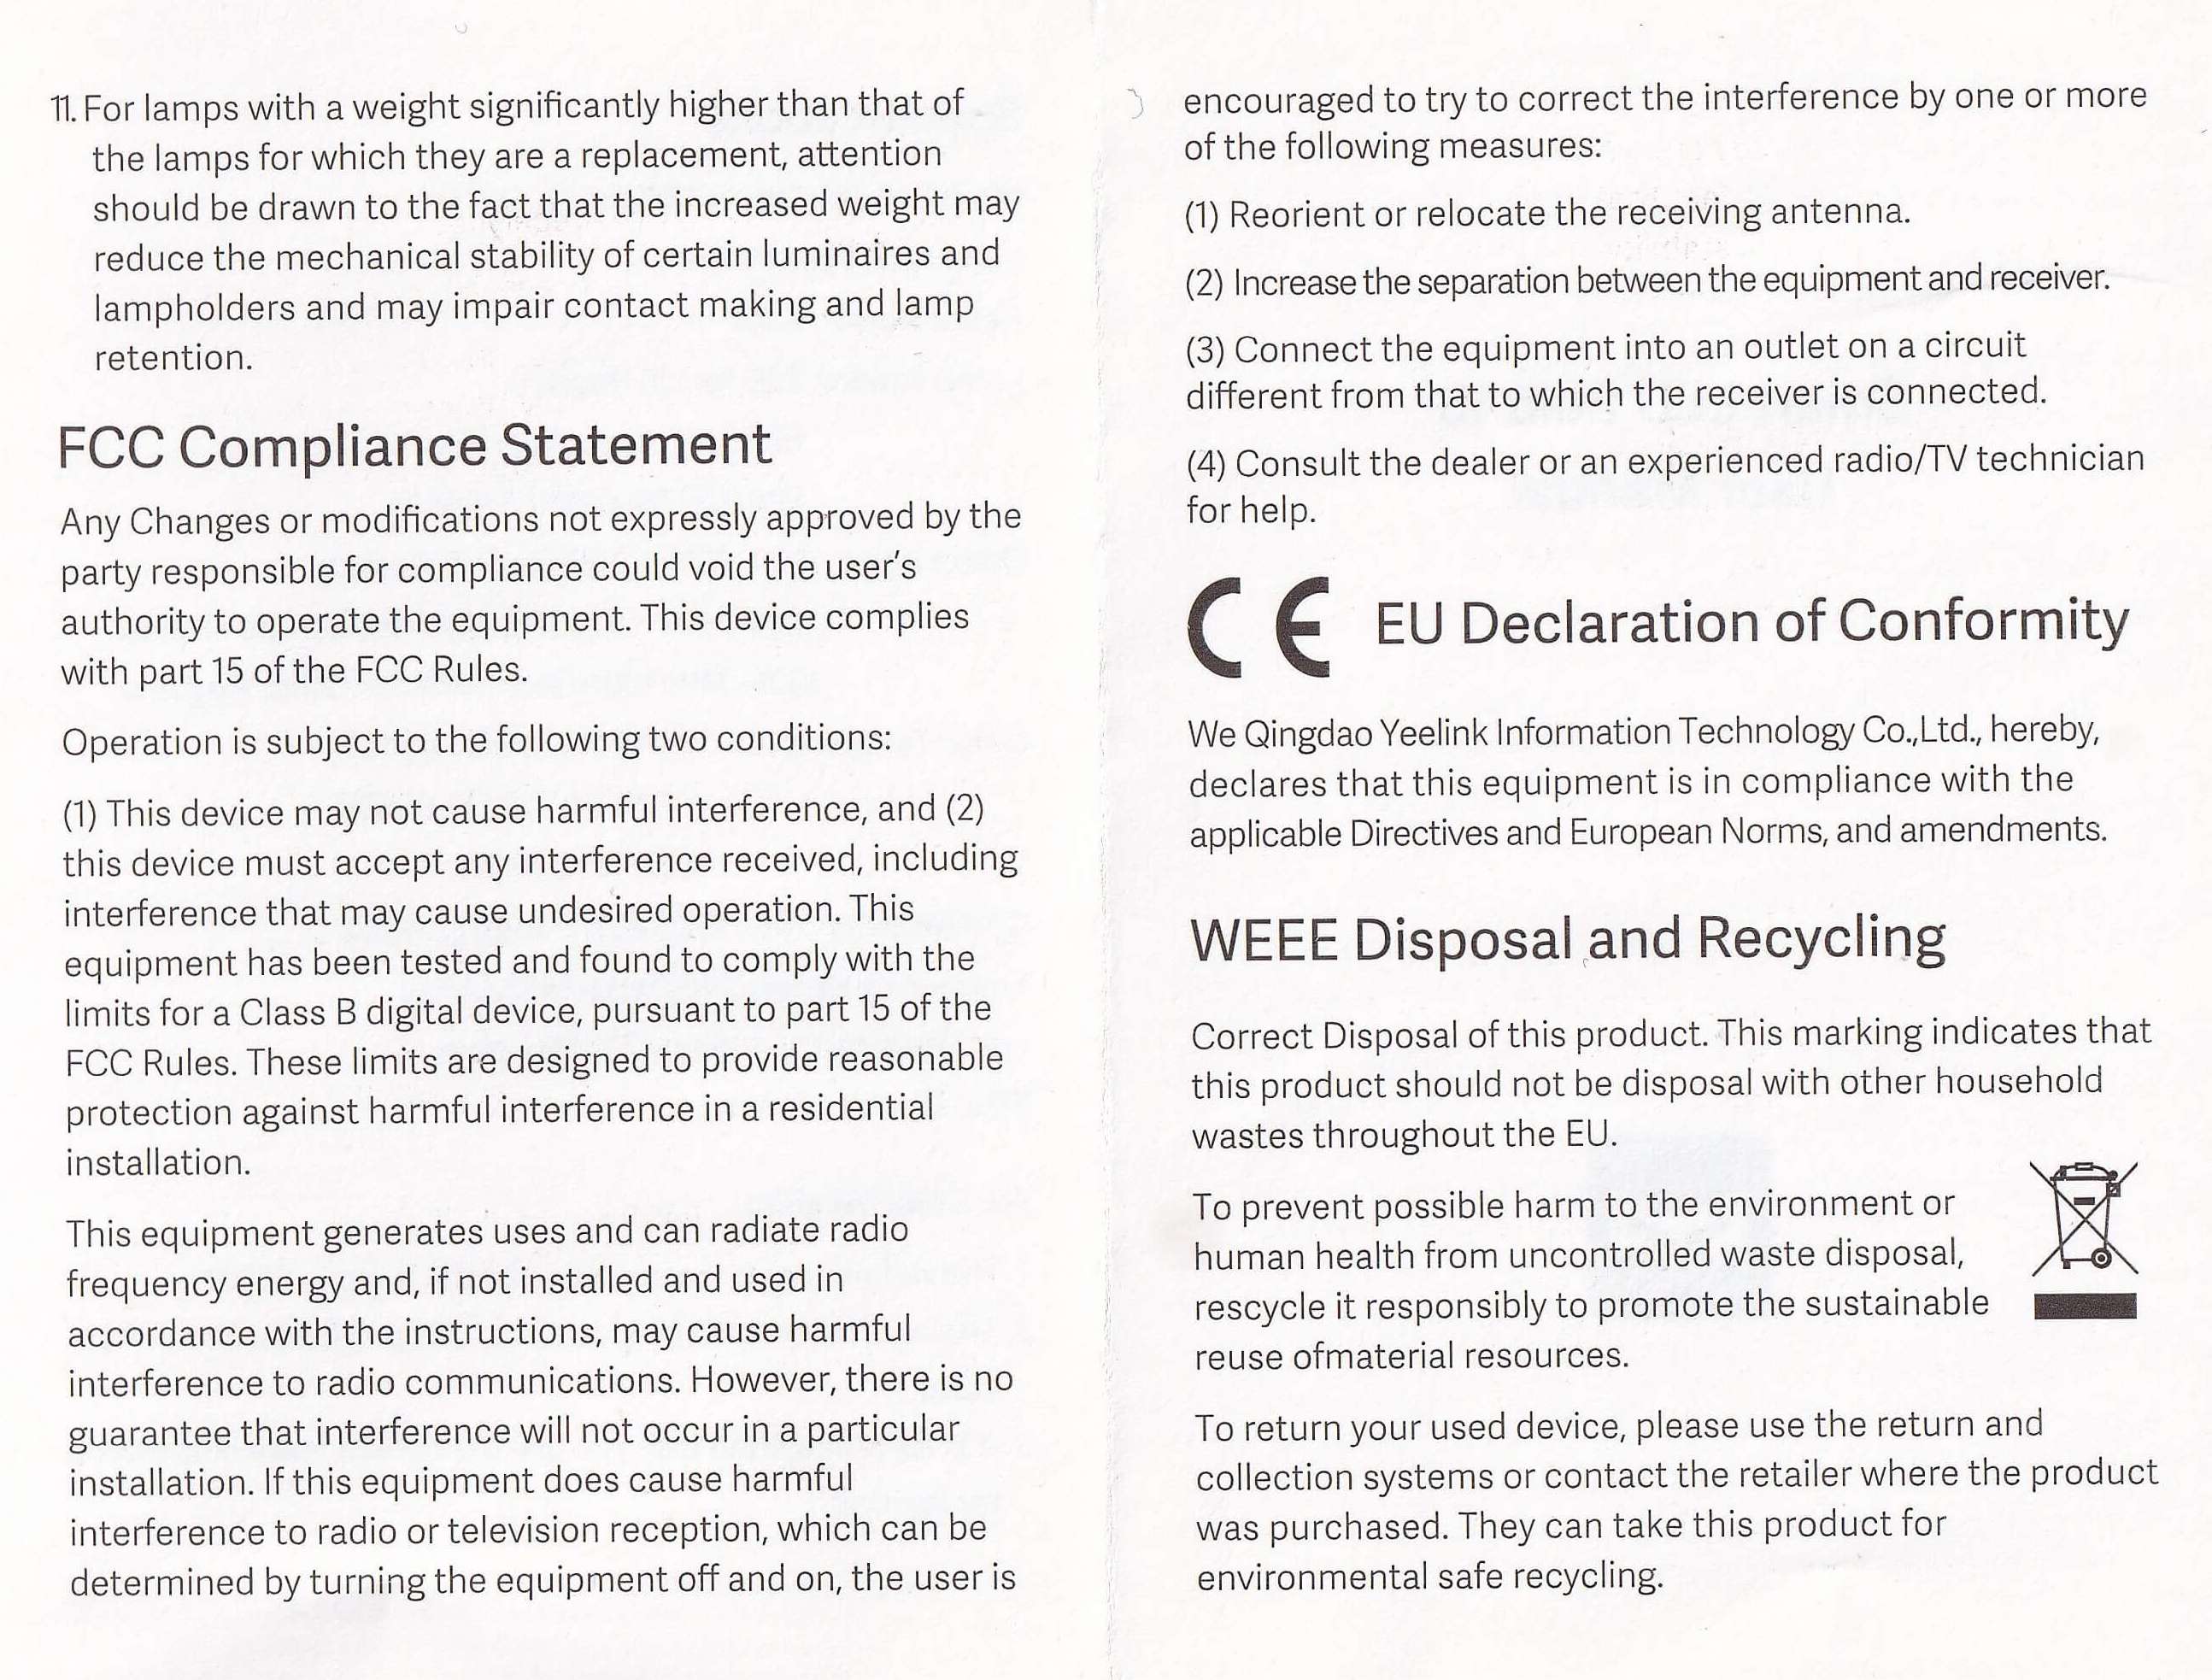 11. For lamps with a weight significantly higher than that of
the lamps for which they are a replacement, attention
should be drawn to the fact that the increased weight may
reduce the mechanical stability of certain luminaires and
lampholders and may impair contact making and lamp
retention.
FCC Compliance Statement
Any Changes or modifications not expressly approved by the
party responsible for compliance could void the user's
authority to operate the equipment. This device complies
with part 15 of the FCC Rules.
Operation is subject to the following two conditions:
(1) This device may not cause harmful interference, and (2)
this device must accept any interference received, including
interference that may cause undesired operation. This
equipment has been tested and found to comply with the
limits for a Class B digital device, pursuant to part 15 of the
FCC Rules. These limits are designed to provide reasonable
protection against harmful interference in a residential
installation.
This equipment generates uses and can radiate radio
frequency energy and, if not installed and used in
accordance with the instructions, may cause harmful
interference to radio communications. However, there is no
guarantee that interference will not occur in a particular
installation. If this equipment does cause harmful
interference to radio or television reception, which can be
determined by turning the equipment off and on, the user is
encouraged to try to correct the interference by one or more
of the following measures:
(1) Reorient or relocate the receiving antenna.
(2) Increase the separation between the equipment and receiver.
(3) Connect the equipment into an outlet on a circuit
different from that to which the receiver is connected.
(4) Consult the dealer or an experienced radio/TV technician
for help.
CE EU Declaration of Conformity
We Qingdao Yeelink Information Technology Co.,Ltd., hereby,
declares that this equipment is in compliance with the
applicable Directives and European Norms, and amendments.
WEEE Disposal and Recycling
Correct Disposal of this product. This marking indicates that
this product should not be disposal with other household
wastes throughout the EU.
To prevent possible harm to the environment or
human health from uncontrolled waste disposal,
rescycle it responsibly to promote the sustainable
reuse ofmaterial resources.
To return your used device, please use the return and
collection systems or contact the retailer where the product
was purchased. They can take this product for
environmental safe recycling.